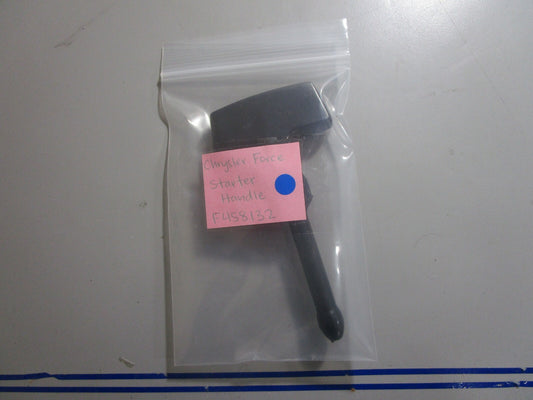 Chrysler Force
Starter
Handle
F458132